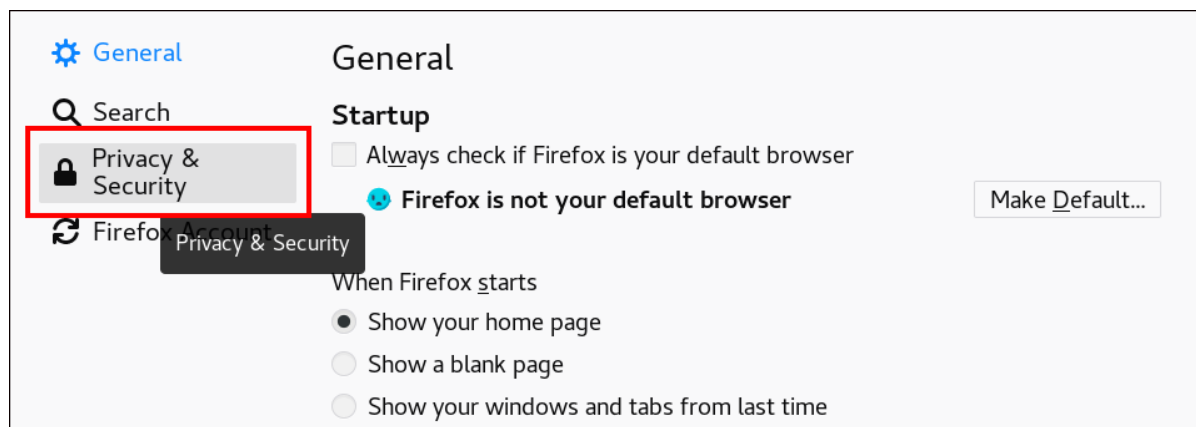 General
Search
Privacy &
Security
Firefox Account
Privacy & Security
General
Startup
Always check if Firefox is your default browser
Firefox is not your default browser
Make Default...
When Firefox starts
Show your home page
Show a blank page
Show your windows and tabs from last time